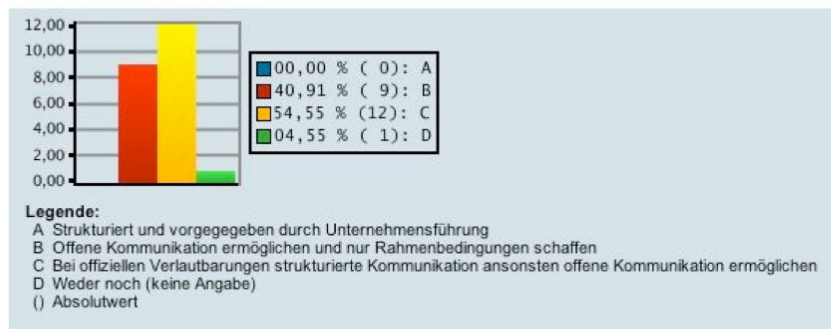 12,00
10,00
8,00
6,00
4,00
2,00
0,00
00,00 % ( 0): A
40,91 % ( 9): B
54,55 % (12): C
04,55 % ( 1): D
Legende:
A Strukturiert und vorgegegeben durch Unternehmensführung
B Offene Kommunikation ermöglichen und nur Rahmenbedingungen schaffen
C Bei offiziellen Verlautbarungen strukturierte Kommunikation ansonsten offene Kommunikation ermöglichen
D Weder noch (keine Angabe)
() Absolutwert